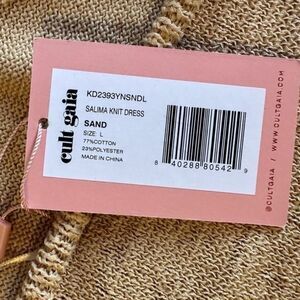 cult gaia
KD2393YNSNDL
SALIMA KNIT DRESS
SAND
SIZE: L
77%COTTON
23%POLYESTER
MADE IN CHINA
8 40288 80542 9
@CULTGAIA / WWW.CULTGAIA.COM